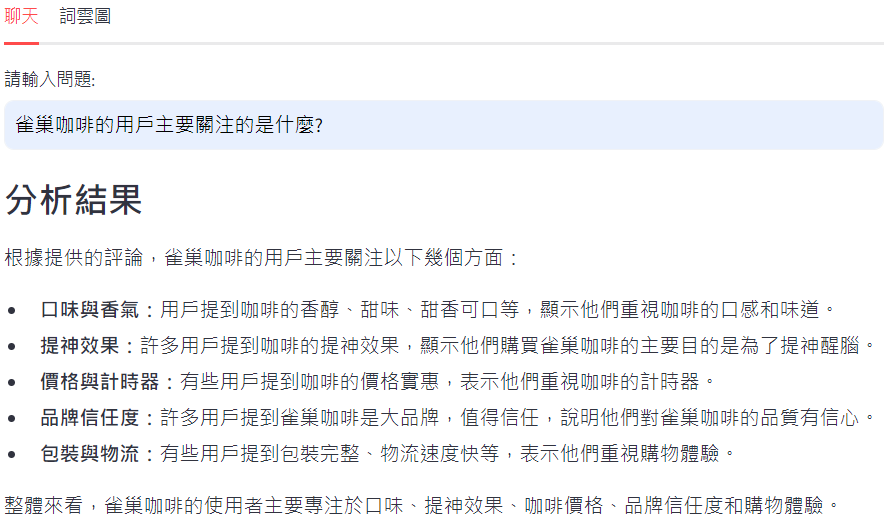 聊天 詞雲圖
請輸入問題:
雀巢咖啡的用戶主要關注的是什麼?
分析結果
根據提供的評論，雀巢咖啡的用戶主要關注以下幾個方面：
• 口味與香氣：用戶提到咖啡的香醇、甜味、甜香可口等，顯示他們重視咖啡的口感和味道。
• 提神效果：許多用戶提到咖啡的提神效果，顯示他們購買雀巢咖啡的主要目的是為了提神醒腦。
• 價格與計時器：有些用戶提到咖啡的價格實惠，表示他們重視咖啡的計時器。
• 品牌信任度：許多用戶提到雀巢咖啡是大品牌，值得信任，說明他們對雀巢咖啡的品質有信心。
• 包裝與物流：有些用戶提到包裝完整、物流速度快等，表示他們重視購物體驗。
整體來看，雀巢咖啡的使用者主要專注於口味、提神效果、咖啡價格、品牌信任度和購物體驗。